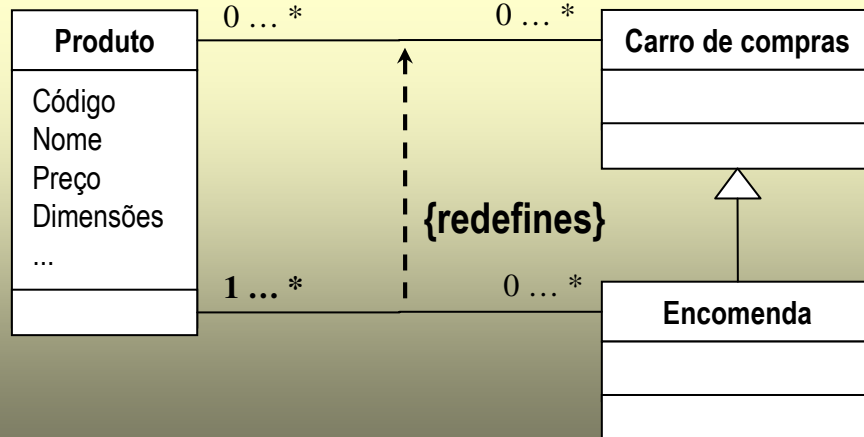 0 ... *
0 ... *
Produto
Carro de compras
Código
Nome
Preço
Dimensões
...
{redefines}
1 ... *
0 ... *
Encomenda